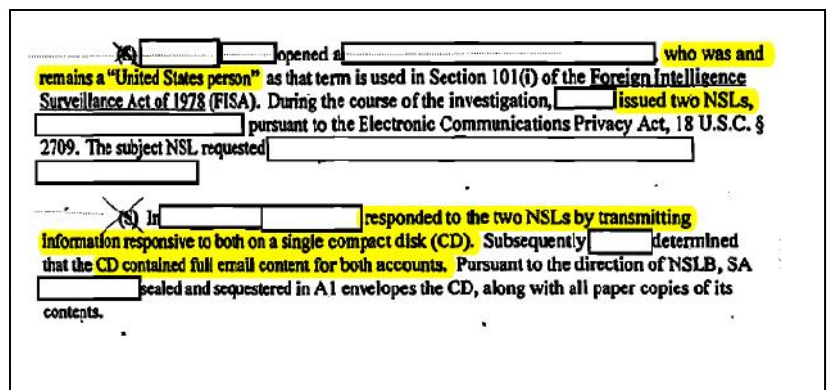 (S) opened a , who was and
remains a "United States person" as that term is used in Section 101(i) of the Foreign Intelligence
Surveillance Act of 1978 (FISA). During the course of the investigation, issued two NSLs,
pursuant to the Electronic Communications Privacy Act, 18 U.S.C. §
2709. The subject NSL requested
(S) In responded to the two NSLs by transmitting
information responsive to both on a single compact disk (CD). Subsequently determined
that the CD contained full email content for both accounts. Pursuant to the direction of NSLB, SA
sealed and sequestered in A1 envelopes the CD, along with all paper copies of its
contents.